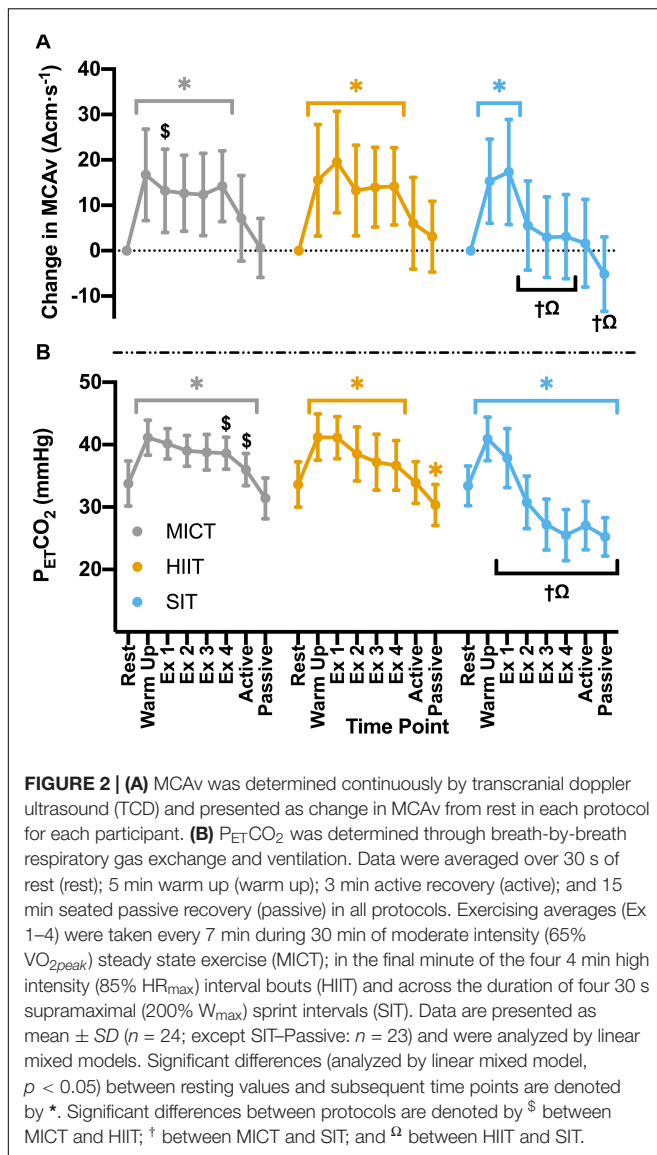 A
Change in MCAv (Δcm·s-1)
40
30
20
10
0
-10
*
$
*
*
†Ω
†Ω
B
PETCO2 (mmHg)
50
40
30
20
*
$
$
*
*
*
†Ω
MICT
HIIT
SIT
Rest
Warm Up
Ex 1
Ex 2
Ex 3
Ex 4
Active
Passive
Rest
Warm Up
Ex 1
Ex 2
Ex 3
Ex 4
Active
Passive
Rest
Warm Up
Ex 1
Ex 2
Ex 3
Ex 4
Active
Passive
Time Point
FIGURE 2 | (A) MCAv was determined continuously by transcranial doppler
ultrasound (TCD) and presented as change in MCAv from rest in each protocol
for each participant. (B) PETCO2 was determined through breath-by-breath
respiratory gas exchange and ventilation. Data were averaged over 30 s of
rest (rest); 5 min warm up (warm up); 3 min active recovery (active); and 15
min seated passive recovery (passive) in all protocols. Exercising averages (Ex
1–4) were taken every 7 min during 30 min of moderate intensity (65%
VO2peak) steady state exercise (MICT); in the final minute of the four 4 min high
intensity (85% HRmax) interval bouts (HIIT) and across the duration of four 30 s
supramaximal (200% Wmax) sprint intervals (SIT). Data are presented as
mean ± SD (n = 24; except SIT–Passive: n = 23) and were analyzed by linear
mixed models. Significant differences (analyzed by linear mixed model,
p < 0.05) between resting values and subsequent time points are denoted
by *. Significant differences between protocols are denoted by $ between
MICT and HIIT; † between MICT and SIT; and Ω between HIIT and SIT.